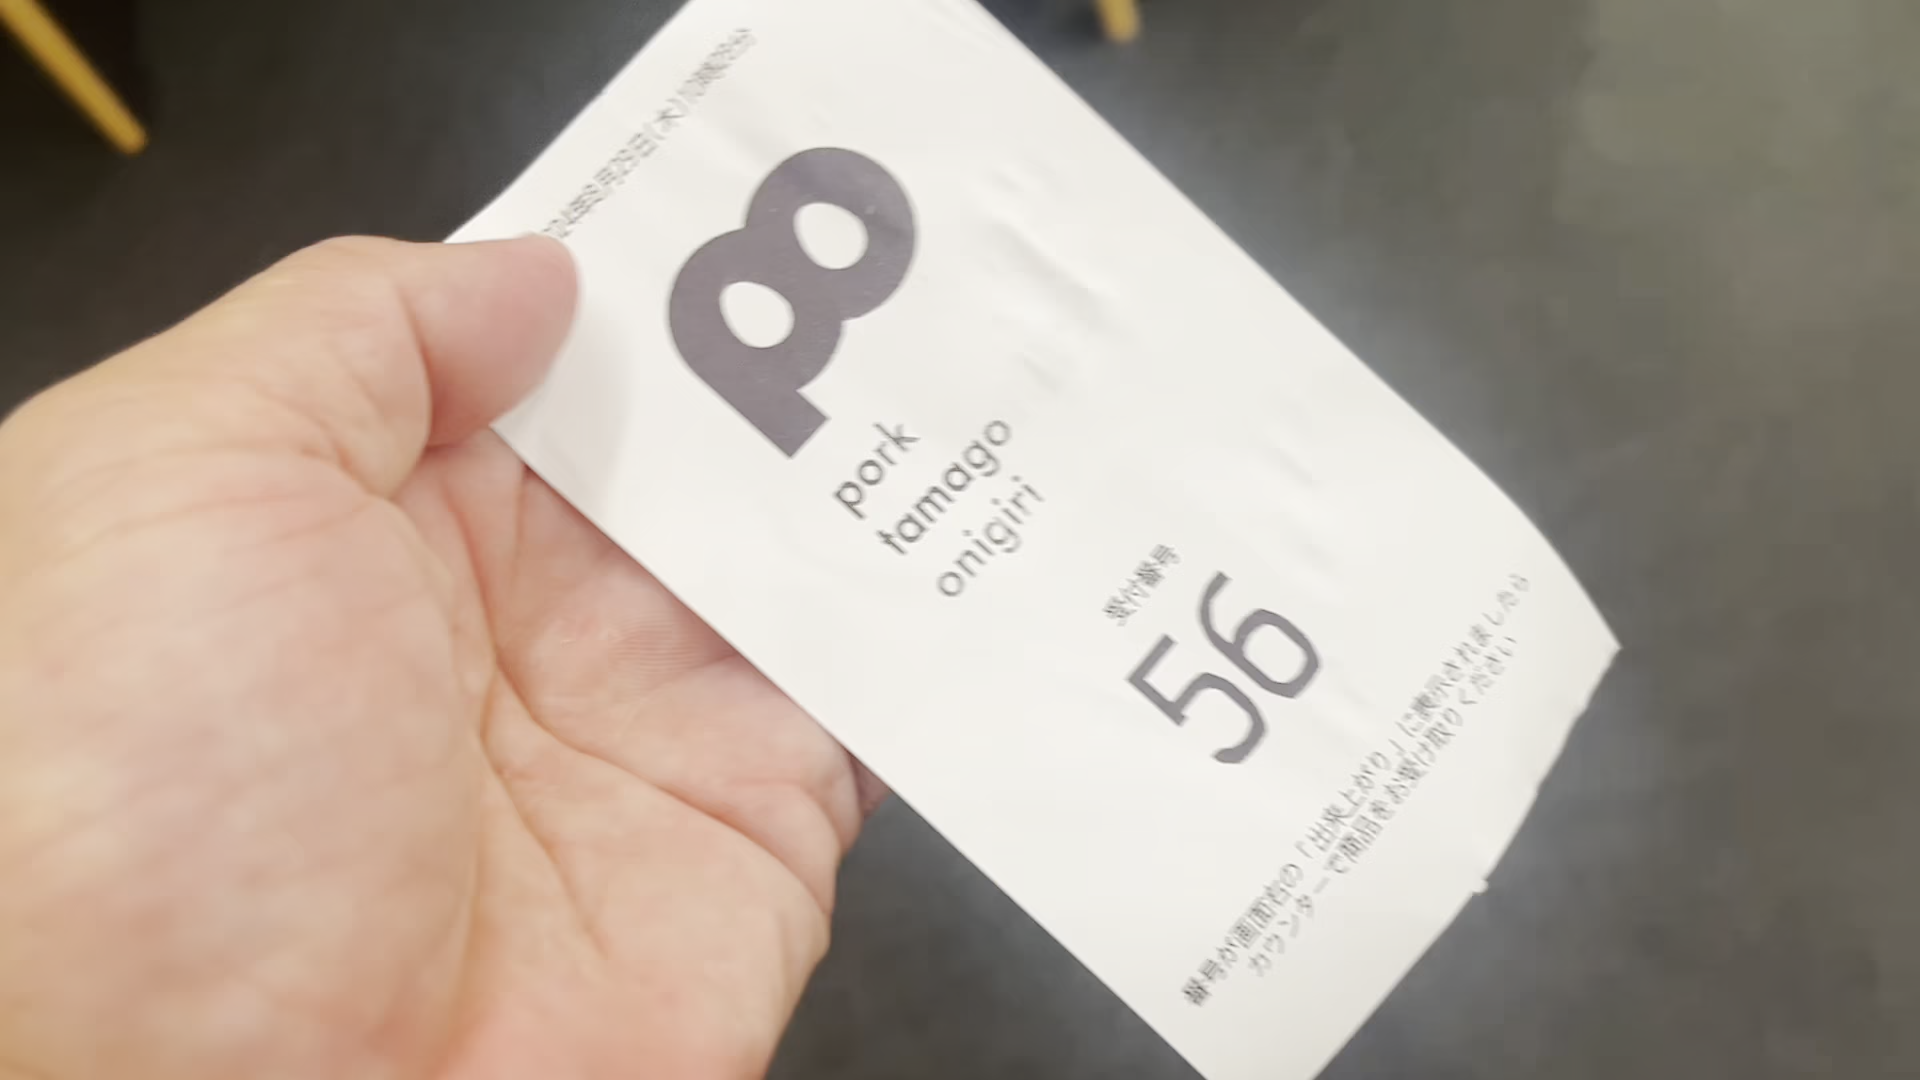 pork
tamago
onigiri
受付番号
56
番号が画面右の「出来上がり」に表示されましたら
カウンターで商品をお受け取りください